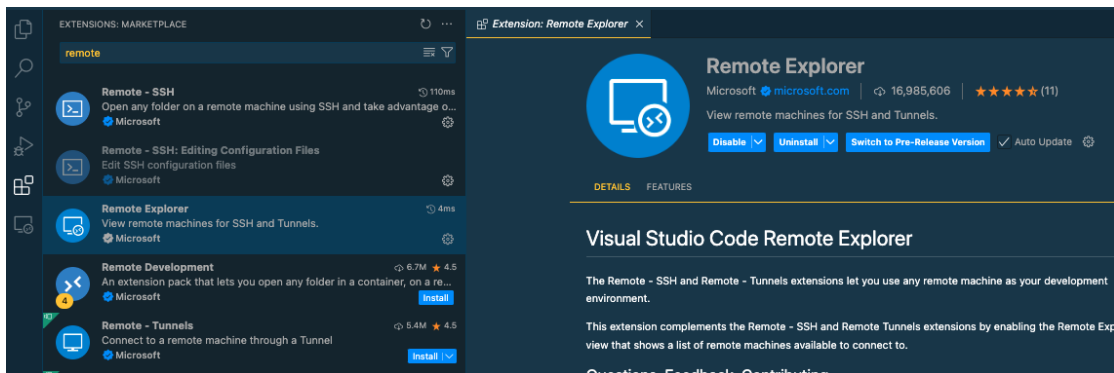 EXTENSIONS: MARKETPLACE
remote
Remote - SSH 110ms
Open any folder on a remote machine using SSH and take advantage o...
Microsoft
Remote - SSH: Editing Configuration Files
Edit SSH configuration files
Microsoft
Remote Explorer 4ms
View remote machines for SSH and Tunnels.
Microsoft
Remote Development 6.7M ★ 4.5
An extension pack that lets you open any folder in a container, on a re...
4
Microsoft Install
Remote - Tunnels 5.4M ★ 4.5
Connect to a remote machine through a Tunnel
Microsoft Install
Extension: Remote Explorer ×
Remote Explorer
Microsoft microsoft.com | 16,985,606 | ★★★★★(11)
View remote machines for SSH and Tunnels.
Disable Uninstall Switch to Pre-Release Version Auto Update
DETAILS FEATURES
Visual Studio Code Remote Explorer
The Remote - SSH and Remote - Tunnels extensions let you use any remote machine as your development
environment.
This extension complements the Remote - SSH and Remote Tunnels extensions by enabling the Remote Exp
view that shows a list of remote machines available to connect to.
Questions, Feedback, Contributing